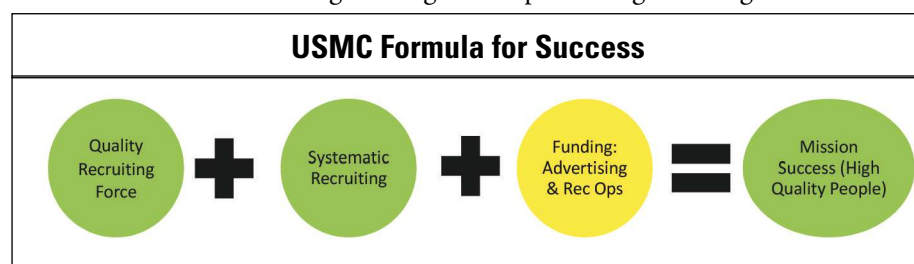 USMC Formula for Success
Quality
Recruiting
Force
Systematic
Recruiting
Funding:
Advertising
& Rec Ops
Mission
Success (High
Quality People)